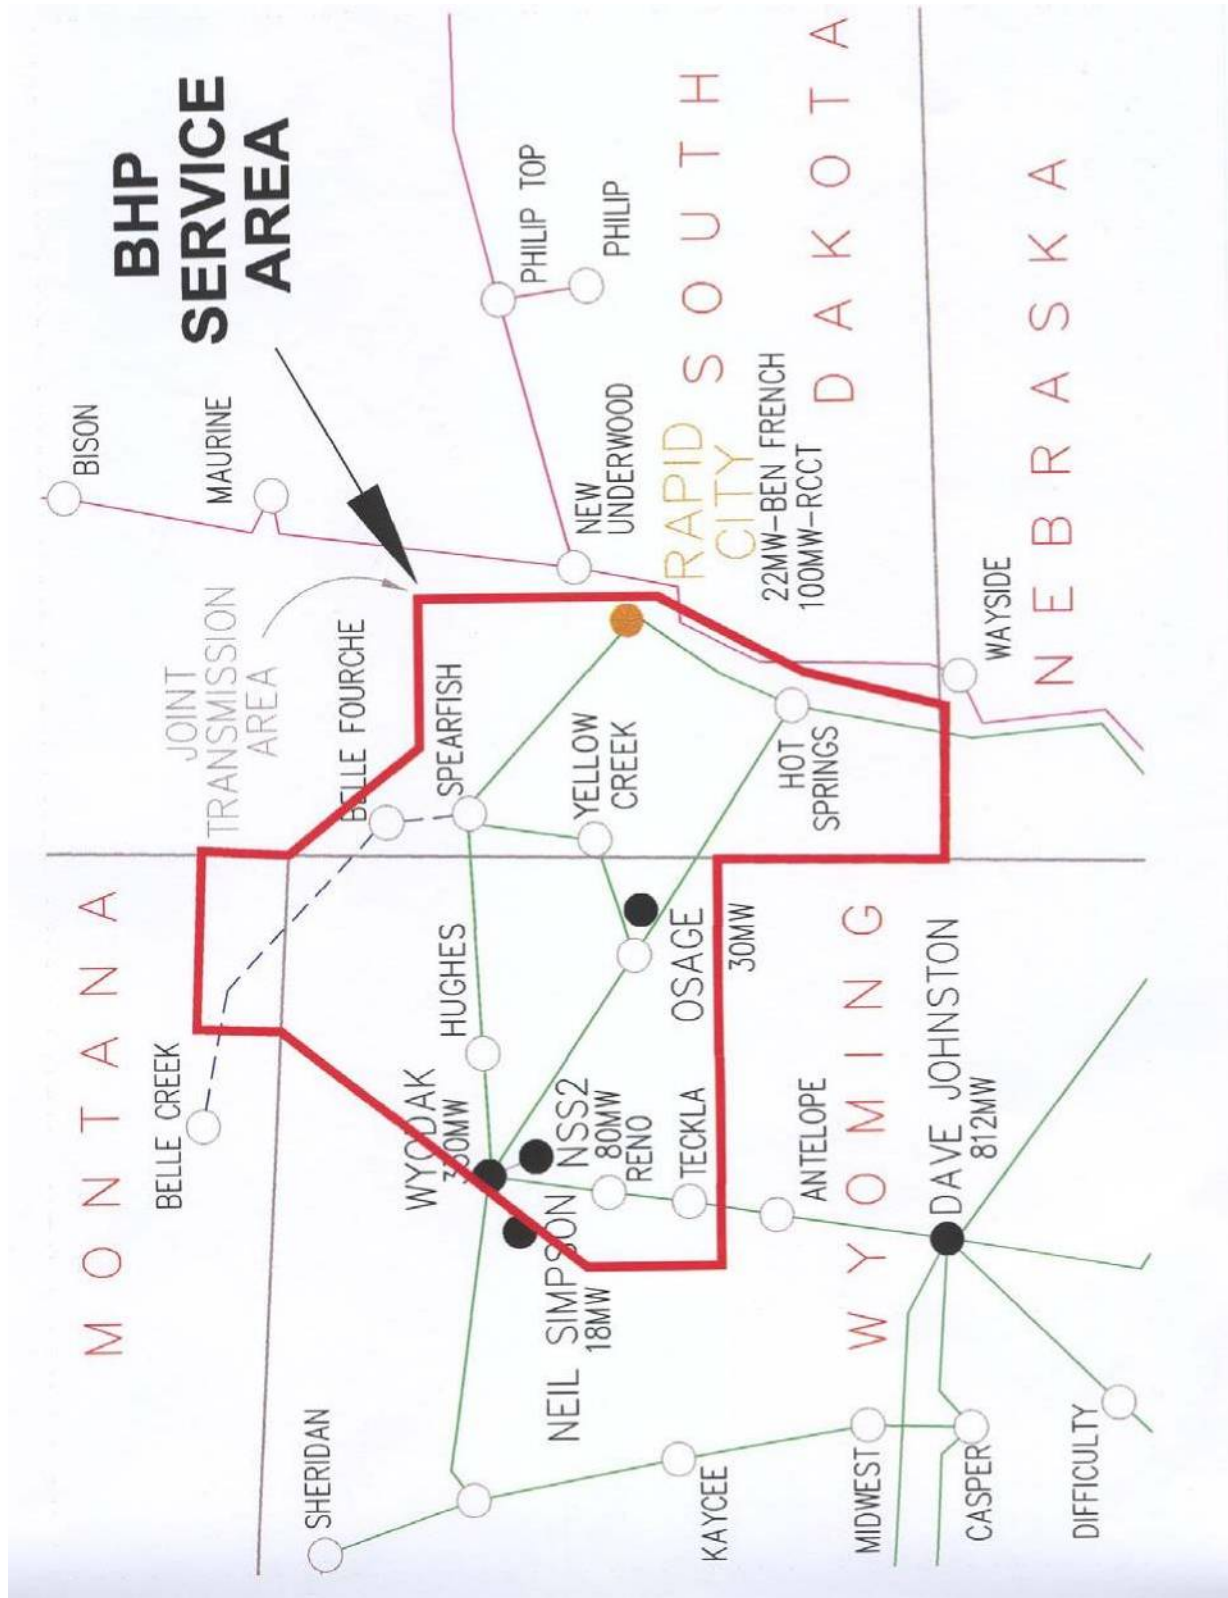 BHP
SERVICE
AREA
BISON
MAURINE
PHILIP TOP
PHILIP
JOINT
TRANSMISSION
AREA
NEW
UNDERWOOD
RAPID
CITY
22MW-BEN FRENCH
100MW-RCCT
SOUTH
DAKOTA
NEBRASKA
WAYSIDE
BELLE FOURCHE
SPEARFISH
YELLOW
CREEK
HOT
SPRINGS
MONTANA
BELLE CREEK
HUGHES
WYODAK
330MW
OSAGE
30MW
NSS2
80MW
RENO
TECKLA
NEIL SIMPSON
18MW
ANTELOPE
WYOMING
DAVE JOHNSTON
812MW
SHERIDAN
KAYCEE
MIDWEST
CASPER
DIFFICULTY